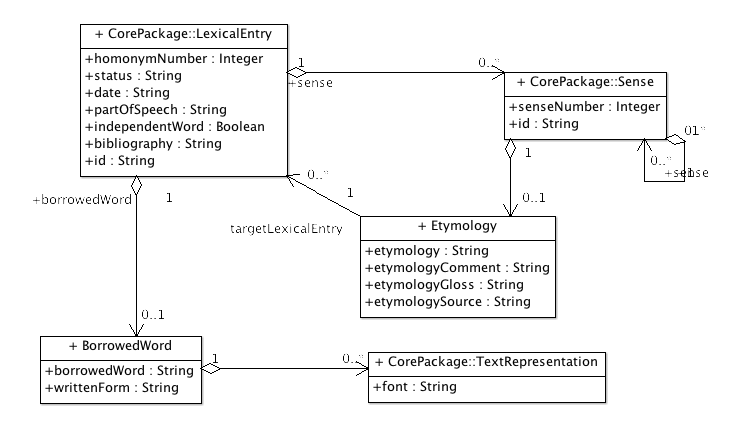 + CorePackage::LexicalEntry
+homonymNumber : Integer
+status : String
+date : String
+partOfSpeech : String
+independentWord : Boolean
+bibliography : String
+id : String
1
+sense
0..*
+ CorePackage::Sense
+senseNumber : Integer
+id : String
01*
0..*
+sense
1
0..1
0..*
1
targetLexicalEntry
+borrowedWord
1
0..1
+ Etymology
+etymology : String
+etymologyComment : String
+etymologyGloss : String
+etymologySource : String
+ BorrowedWord
+borrowedWord : String
+writtenForm : String
1
0..*
+ CorePackage::TextRepresentation
+font : String